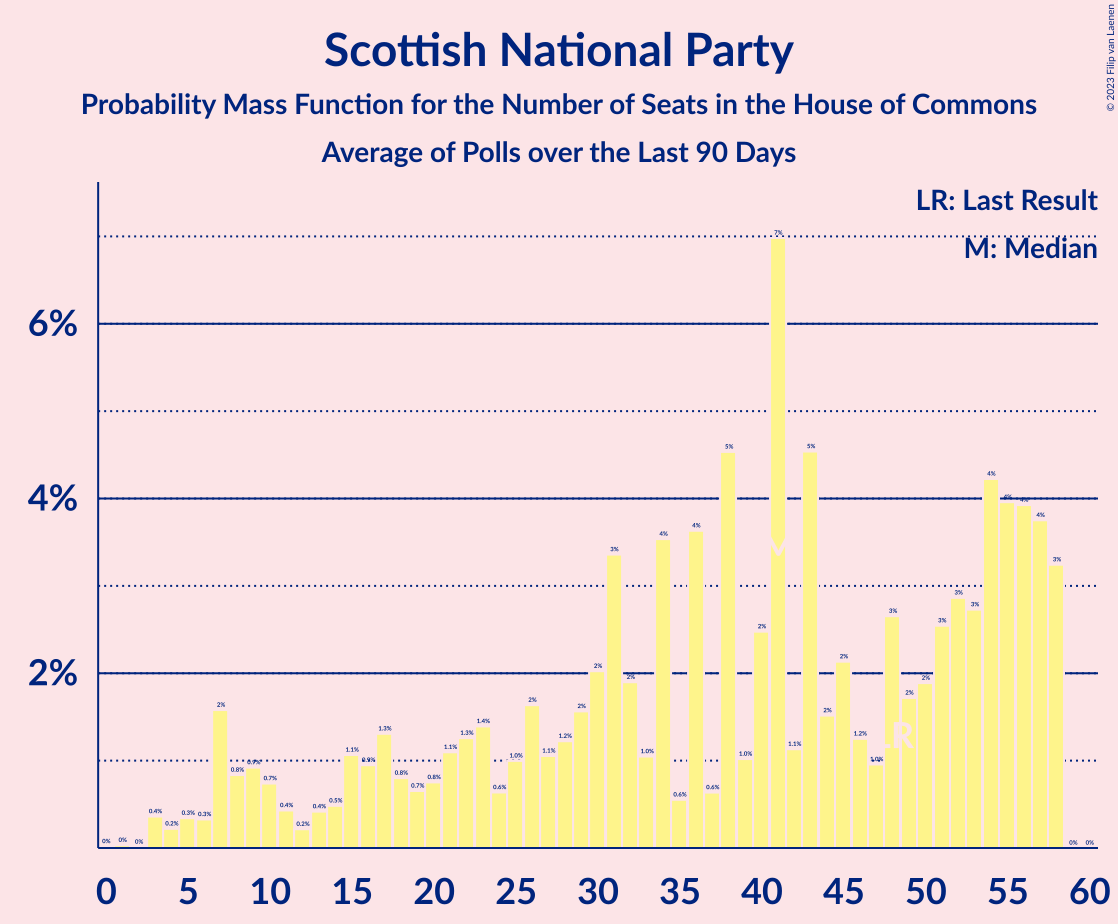 © 2023 Filip van Laenen
Scottish National Party
Probability Mass Function for the Number of Seats in the House of Commons
Average of Polls over the Last 90 Days
LR: Last Result
M: Median
6%
4%
2%
0% 0% 0% 0.4% 0.2% 0.3% 0.3% 2% 0.8% 0.9% 0.7% 0.4% 0.2% 0.4% 0.5% 1.1% 0.9% 1.3% 0.8% 0.7% 0.8% 1.1% 1.3% 1.4% 0.6% 1.0% 2% 1.1% 1.2% 2% 2% 3% 2% 1.0% 4% 0.6% 4% 0.6% 5% 1.0% 2% 7% 1.1% 5% 2% 2% 1.2% 1.0% 3% 2% 2% 3% 3% 3% 4% 4% 4% 4% 3% 0% 0%
M
LR
0 5 10 15 20 25 30 35 40 45 50 55 60